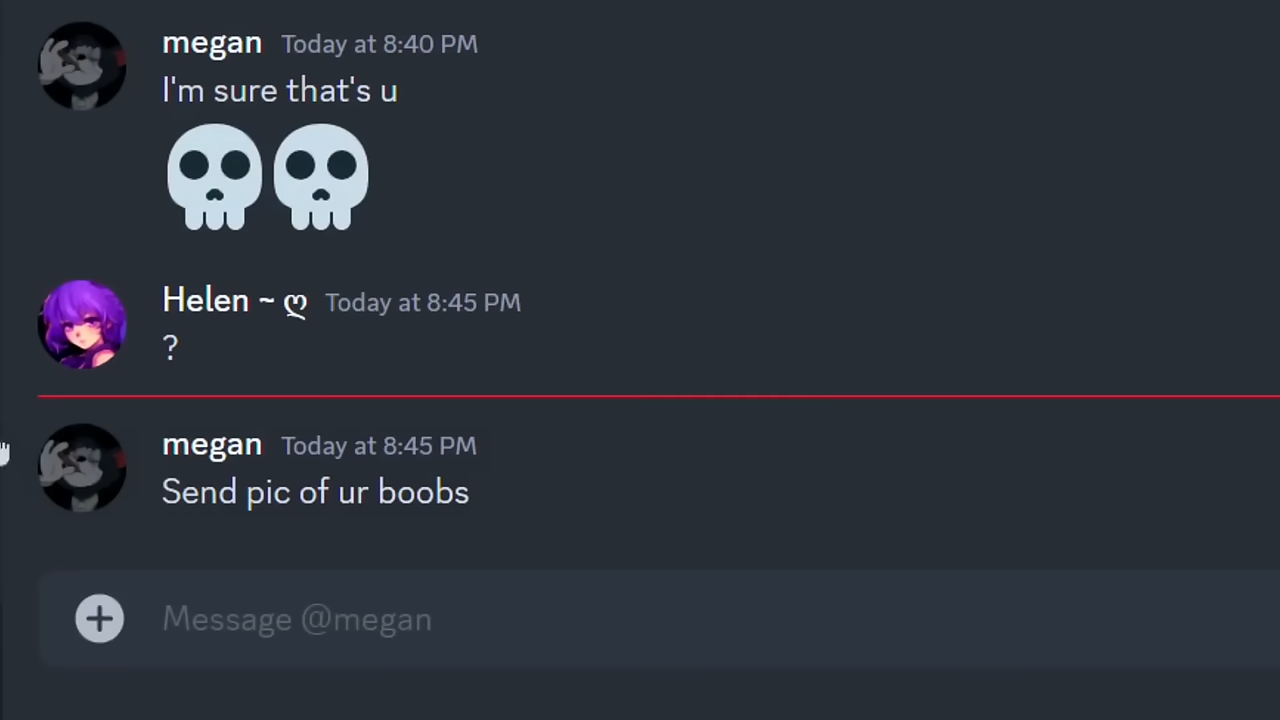 megan Today at 8:40 PM
I'm sure that's u
Helen ~ ღ Today at 8:45 PM
?
megan Today at 8:45 PM
Send pic of ur boobs
Message @megan